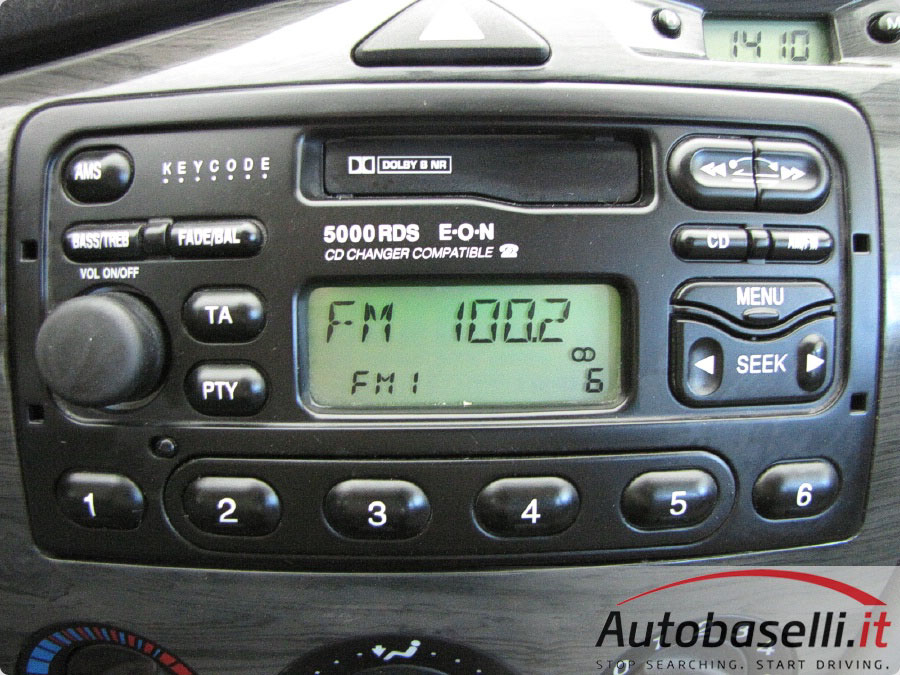 1410
M
AMS
KEYCODE
DOLBY B NR
BASS/TREB
FADE/BAL
5000 RDS E•O•N
CD CHANGER COMPATIBLE
CD
AM/FM
VOL ON/OFF
TA
PTY
FM 100.2
FM1 6
MENU
SEEK
1 2 3 4 5 6
Autobaselli.it
STOP SEARCHING. START DRIVING.